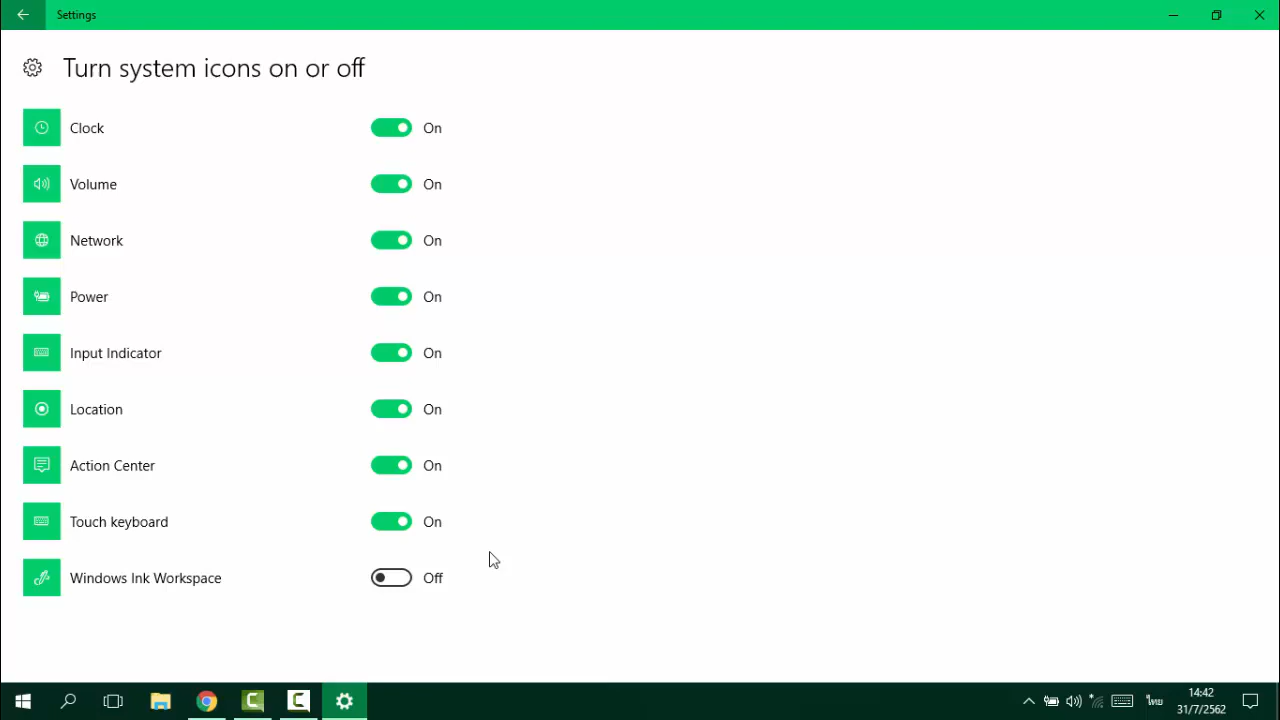 Settings
Turn system icons on or off
Clock On
Volume On
Network On
Power On
Input Indicator On
Location On
Action Center On
Touch keyboard On
Windows Ink Workspace Off
ไทย
14:42
31/7/2562